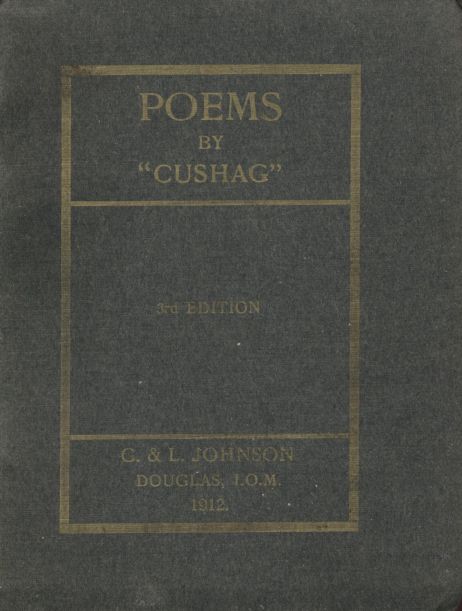 POEMS
BY
“CUSHAG”
3rd EDITION
C. & L. JOHNSON
DOUGLAS, I.O.M.
1912.